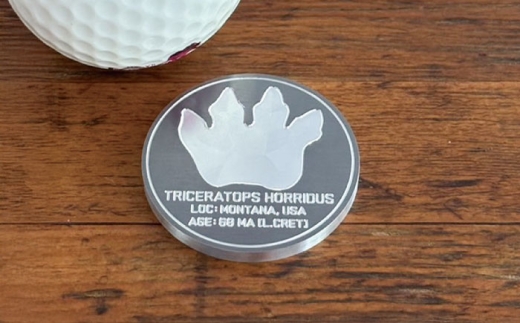 TRICERATOPS HORRIDUS
LOC: MONTANA, USA
AGE: 68 MA (L.CRET)